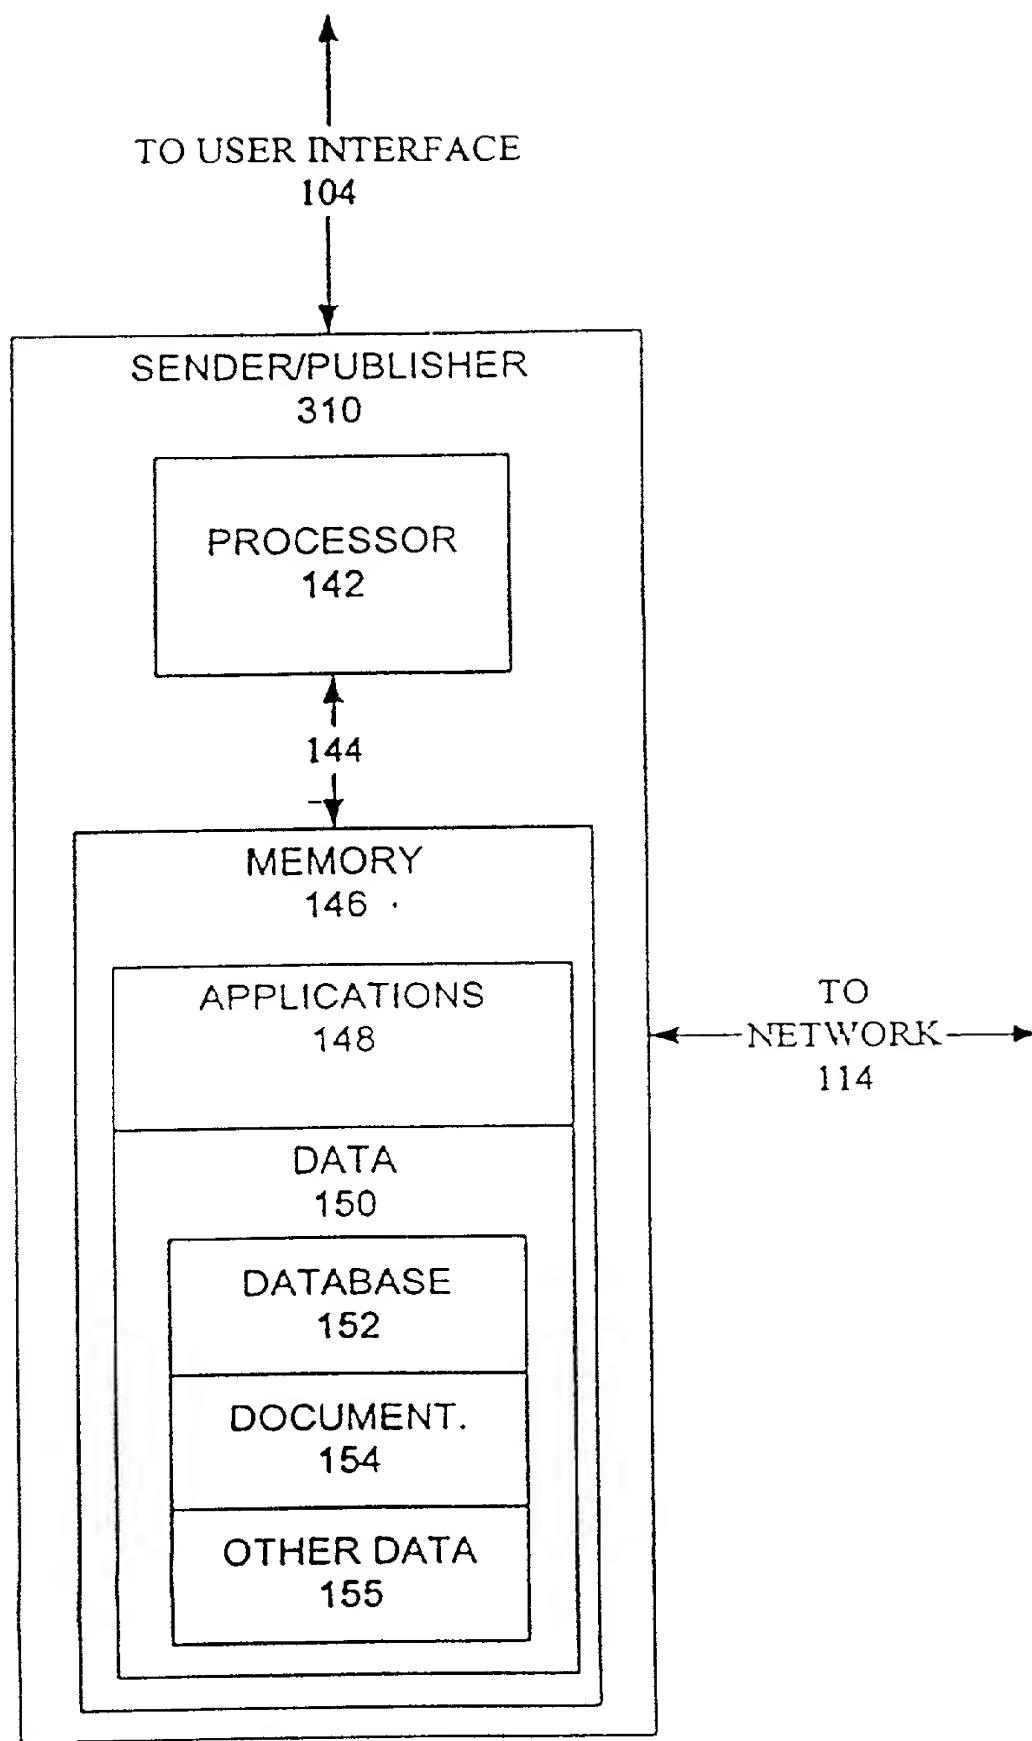 TO USER INTERFACE
104
SENDER/PUBLISHER
310
PROCESSOR
142
144
MEMORY
146
APPLICATIONS
148
TO
NETWORK
114
DATA
150
DATABASE
152
DOCUMENT.
154
OTHER DATA
155